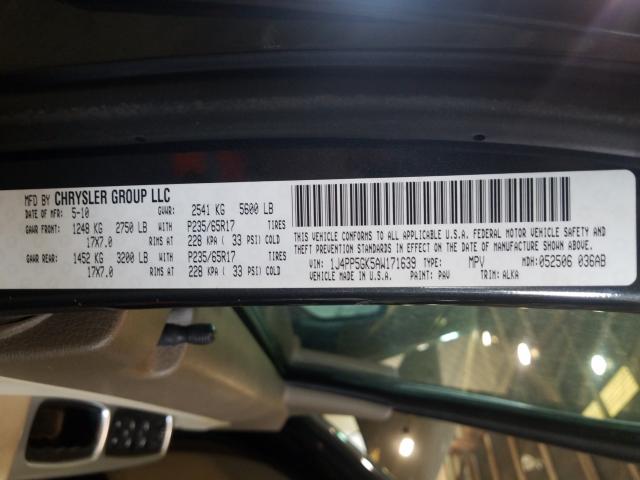 MFD BY CHRYSLER GROUP LLC
DATE OF MFR: 5-10 GVWR: 2541 KG 5600 LB
GAWR FRONT: 1248 KG 2750 LB WITH P235/65R17 TIRES
17X7.0 RIMS AT 228 KPA ( 33 PSI) COLD
GAWR REAR: 1452 KG 3200 LB WITH P235/65R17 TIRES
17X7.0 RIMS AT 228 KPA ( 33 PSI) COLD
THIS VEHICLE CONFORMS TO ALL APPLICABLE U.S.A. FEDERAL MOTOR VEHICLE SAFETY, BUMPER, AND
THEFT PREVENTION STANDARDS IN EFFECT ON THE DATE OF MANUFACTURE SHOWN ABOVE.
VIN: 1J4PP5GK5AW171639 TYPE: MPV MDH: 052506 036AB
VEHICLE MADE IN U.S.A. PAINT: PAV TRIM: ALKA